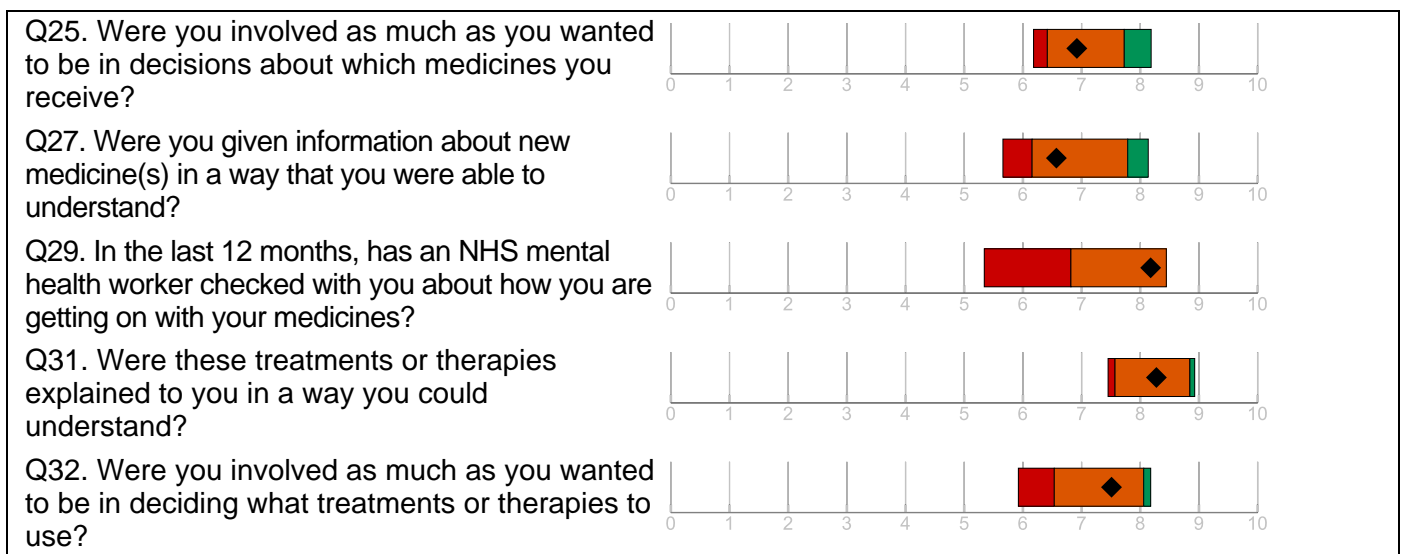 Q25. Were you involved as much as you wanted
to be in decisions about which medicines you
receive?
0 1 2 3 4 5 6 7 8 9 10
Q27. Were you given information about new
medicine(s) in a way that you were able to
understand?
0 1 2 3 4 5 6 7 8 9 10
Q29. In the last 12 months, has an NHS mental
health worker checked with you about how you are
getting on with your medicines?
0 1 2 3 4 5 6 7 8 9 10
Q31. Were these treatments or therapies
explained to you in a way you could
understand?
0 1 2 3 4 5 6 7 8 9 10
Q32. Were you involved as much as you wanted
to be in deciding what treatments or therapies to
use?
0 1 2 3 4 5 6 7 8 9 10